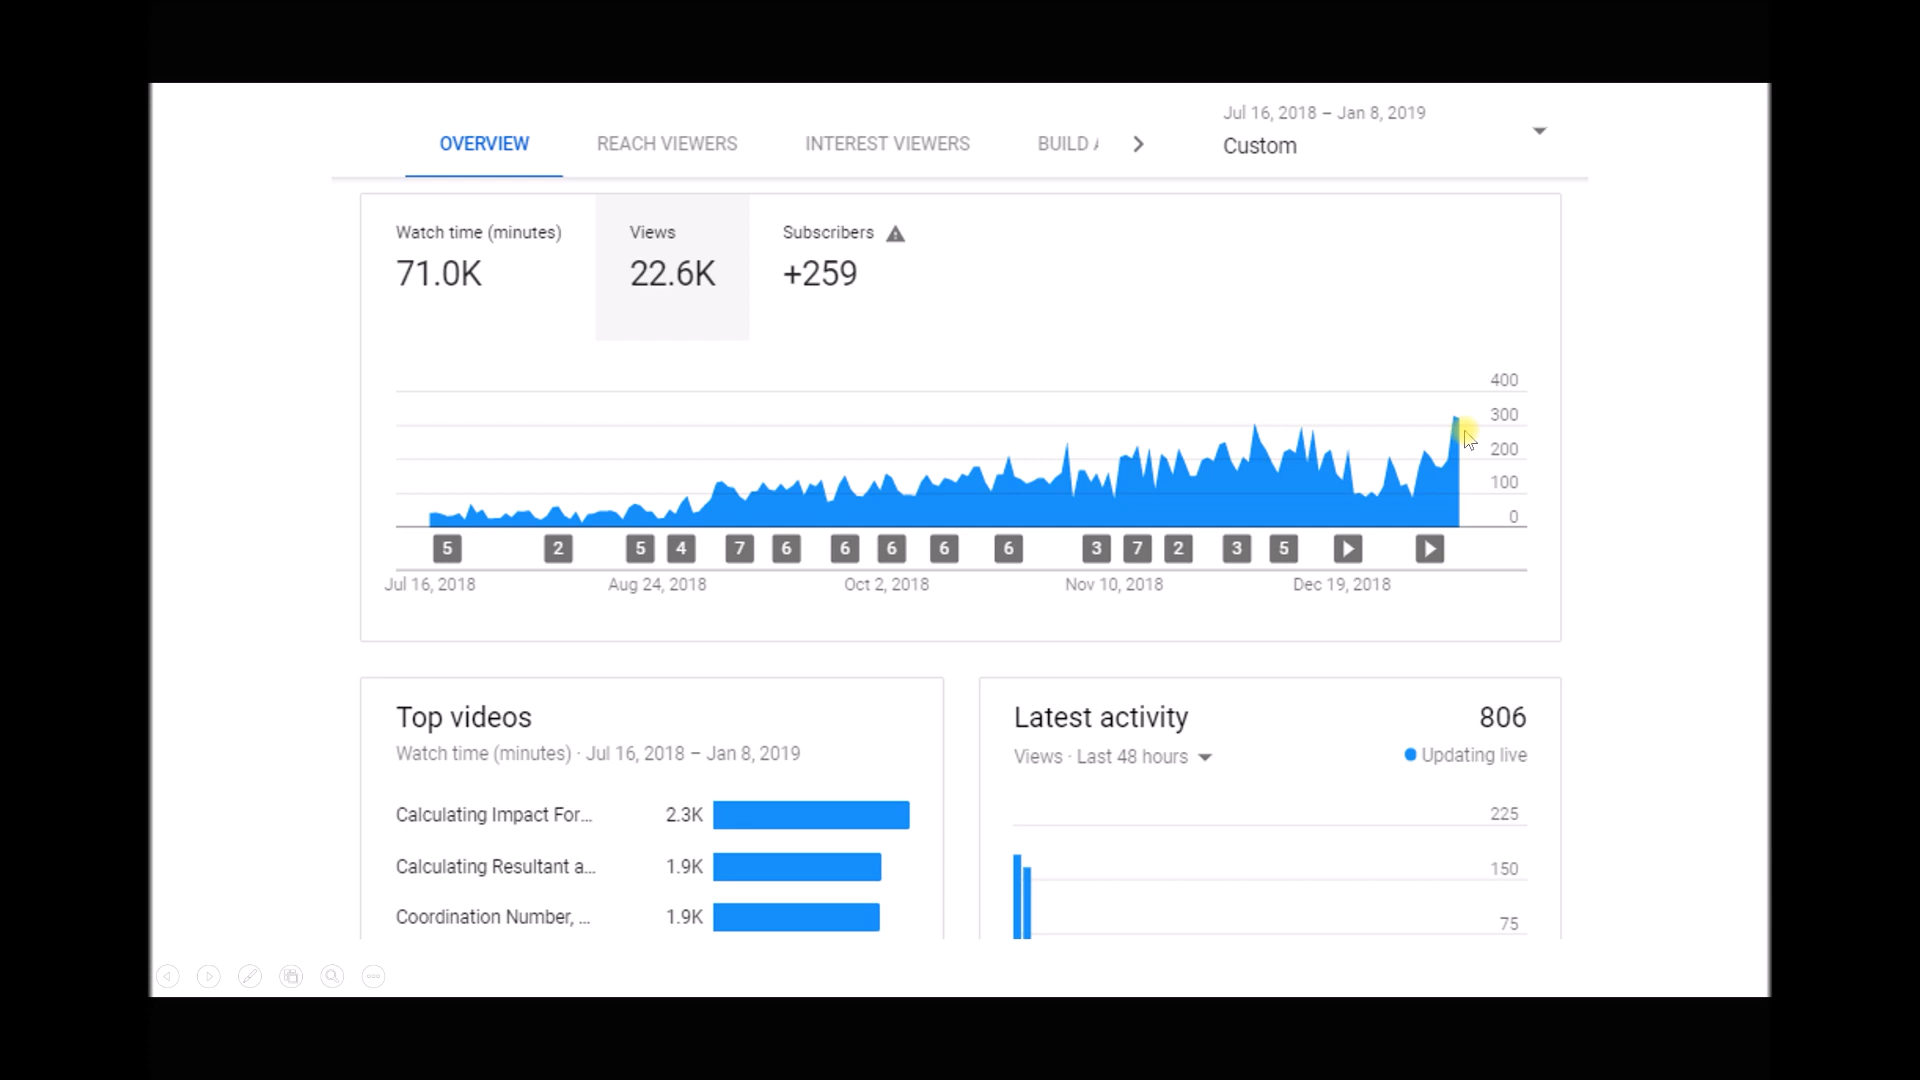 Jul 16, 2018 – Jan 8, 2019
OVERVIEW REACH VIEWERS INTEREST VIEWERS BUILD Custom
Watch time (minutes) Views Subscribers
71.0K 22.6K +259
400
300
200
100
0
5 2 5 4 7 6 6 6 6 6 3 7 2 3 5
Jul 16, 2018 Aug 24, 2018 Oct 2, 2018 Nov 10, 2018 Dec 19, 2018
Top videos
Watch time (minutes) · Jul 16, 2018 – Jan 8, 2019
Calculating Impact For... 2.3K
Calculating Resultant a... 1.9K
Coordination Number, ... 1.9K
Latest activity 806
Views · Last 48 hours Updating live
225
150
75